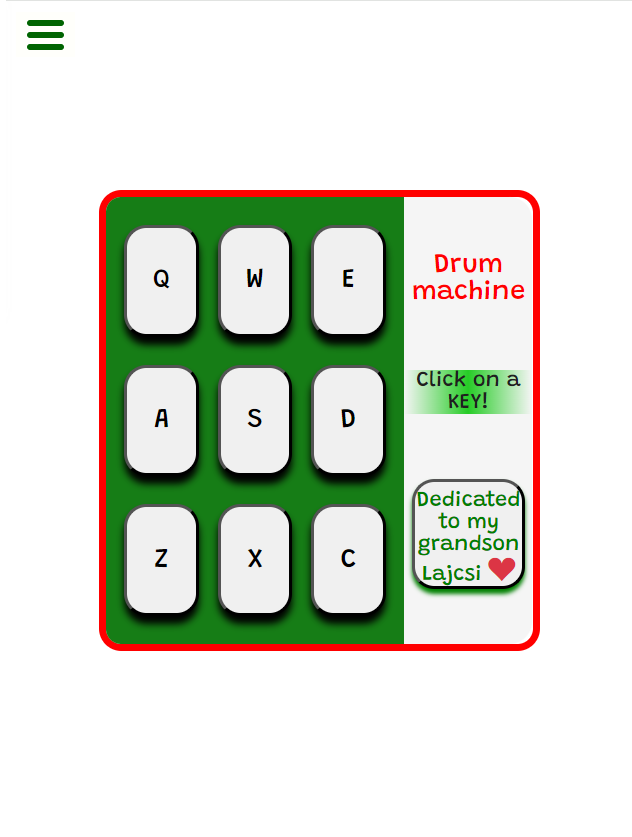 Q W E
Drum
machine
Click on a
KEY!
A S D
Dedicated
to my
grandson
Lajcsi
Z X C